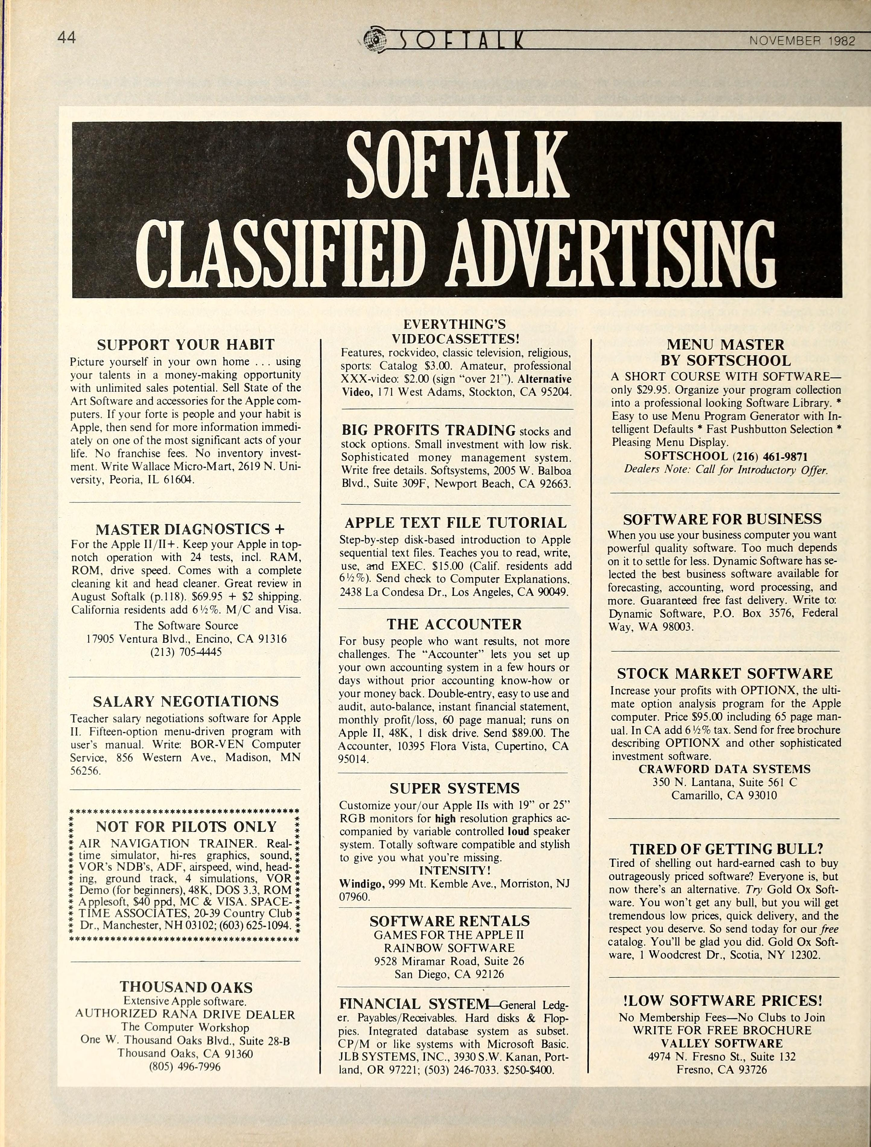 44
SOFTALK
NOVEMBER 1982
SOFTALK
CLASSIFIED ADVERTISING
SUPPORT YOUR HABIT
Picture yourself in your own home . . . using
your talents in a money-making opportunity
with unlimited sales potential. Sell State of the
Art Software and accessories for the Apple com-
puters. If your forte is people and your habit is
Apple, then send for more information immedi-
ately on one of the most significant acts of your
life. No franchise fees. No inventory invest-
ment. Write Wallace Micro-Mart, 2619 N. Uni-
versity, Peoria, IL 61604.
MASTER DIAGNOSTICS +
For the Apple II/II+. Keep your Apple in top-
notch operation with 24 tests, incl. RAM,
ROM, drive speed. Comes with a complete
cleaning kit and head cleaner. Great review in
August Softalk (p.118). $69.95 + $2 shipping.
California residents add 6½%. M/C and Visa.
The Software Source
17905 Ventura Blvd., Encino, CA 91316
(213) 705-4445
SALARY NEGOTIATIONS
Teacher salary negotiations software for Apple
II. Fifteen-option menu-driven program with
user's manual. Write: BOR-VEN Computer
Service, 856 Western Ave., Madison, MN
56256.
NOT FOR PILOTS ONLY
AIR NAVIGATION TRAINER. Real-
time simulator, hi-res graphics, sound,
VOR's NDB's, ADF, airspeed, wind, head-
ing, ground track, 4 simulations, VOR
Demo (for beginners), 48K, DOS 3.3, ROM
Applesoft, $40 ppd, MC & VISA. SPACE-
TIME ASSOCIATES, 20-39 Country Club
Dr., Manchester, NH 03102; (603) 625-1094.
THOUSAND OAKS
Extensive Apple software.
AUTHORIZED RANA DRIVE DEALER
The Computer Workshop
One W. Thousand Oaks Blvd., Suite 28-B
Thousand Oaks, CA 91360
(805) 496-7996
EVERYTHING'S
VIDEOCASSETTES!
Features, rockvideo, classic television, religious,
sports: Catalog $3.00. Amateur, professional
XXX-video: $2.00 (sign "over 21"). Alternative
Video, 171 West Adams, Stockton, CA 95204.
BIG PROFITS TRADING stocks and
stock options. Small investment with low risk.
Sophisticated money management system.
Write free details. Softsystems, 2005 W. Balboa
Blvd., Suite 309F, Newport Beach, CA 92663.
APPLE TEXT FILE TUTORIAL
Step-by-step disk-based introduction to Apple
sequential text files. Teaches you to read, write,
use, and EXEC. $15.00 (Calif. residents add
6½%). Send check to Computer Explanations,
2438 La Condesa Dr., Los Angeles, CA 90049.
THE ACCOUNTER
For busy people who want results, not more
challenges. The "Accounter" lets you set up
your own accounting system in a few hours or
days without prior accounting know-how or
your money back. Double-entry, easy to use and
audit, auto-balance, instant financial statement,
monthly profit/loss, 60 page manual; runs on
Apple II, 48K, 1 disk drive. Send $89.00. The
Accounter, 10395 Flora Vista, Cupertino, CA
95014.
SUPER SYSTEMS
Customize your/our Apple IIs with 19" or 25"
RGB monitors for high resolution graphics ac-
companied by variable controlled loud speaker
system. Totally software compatible and stylish
to give you what you're missing.
INTENSITY!
Windigo, 999 Mt. Kemble Ave., Morriston, NJ
07960.
SOFTWARE RENTALS
GAMES FOR THE APPLE II
RAINBOW SOFTWARE
9528 Miramar Road, Suite 26
San Diego, CA 92126
FINANCIAL SYSTEM—General Ledg-
er. Payables/Receivables. Hard disks & Flop-
pies. Integrated database system as subset.
CP/M or like systems with Microsoft Basic.
JLB SYSTEMS, INC., 3930 S.W. Kanan, Port-
land, OR 97221; (503) 246-7033. $250-$400.
MENU MASTER
BY SOFTSCHOOL
A SHORT COURSE WITH SOFTWARE—
only $29.95. Organize your program collection
into a professional looking Software Library. *
Easy to use Menu Program Generator with In-
telligent Defaults * Fast Pushbutton Selection *
Pleasing Menu Display.
SOFTSCHOOL (216) 461-9871
Dealers Note: Call for Introductory Offer.
SOFTWARE FOR BUSINESS
When you use your business computer you want
powerful quality software. Too much depends
on it to settle for less. Dynamic Software has se-
lected the best business software available for
forecasting, accounting, word processing, and
more. Guaranteed free fast delivery. Write to:
Dynamic Software, P.O. Box 3576, Federal
Way, WA 98003.
STOCK MARKET SOFTWARE
Increase your profits with OPTIONX, the ulti-
mate option analysis program for the Apple
computer. Price $95.00 including 65 page man-
ual. In CA add 6½% tax. Send for free brochure
describing OPTIONX and other sophisticated
investment software.
CRAWFORD DATA SYSTEMS
350 N. Lantana, Suite 561 C
Camarillo, CA 93010
TIRED OF GETTING BULL?
Tired of shelling out hard-earned cash to buy
outrageously priced software? Everyone is, but
now there's an alternative. Try Gold Ox Soft-
ware. You won't get any bull, but you will get
tremendous low prices, quick delivery, and the
respect you deserve. So send today for our free
catalog. You'll be glad you did. Gold Ox Soft-
ware, 1 Woodcrest Dr., Scotia, NY 12302.
!LOW SOFTWARE PRICES!
No Membership Fees—No Clubs to Join
WRITE FOR FREE BROCHURE
VALLEY SOFTWARE
4974 N. Fresno St., Suite 132
Fresno, CA 93726